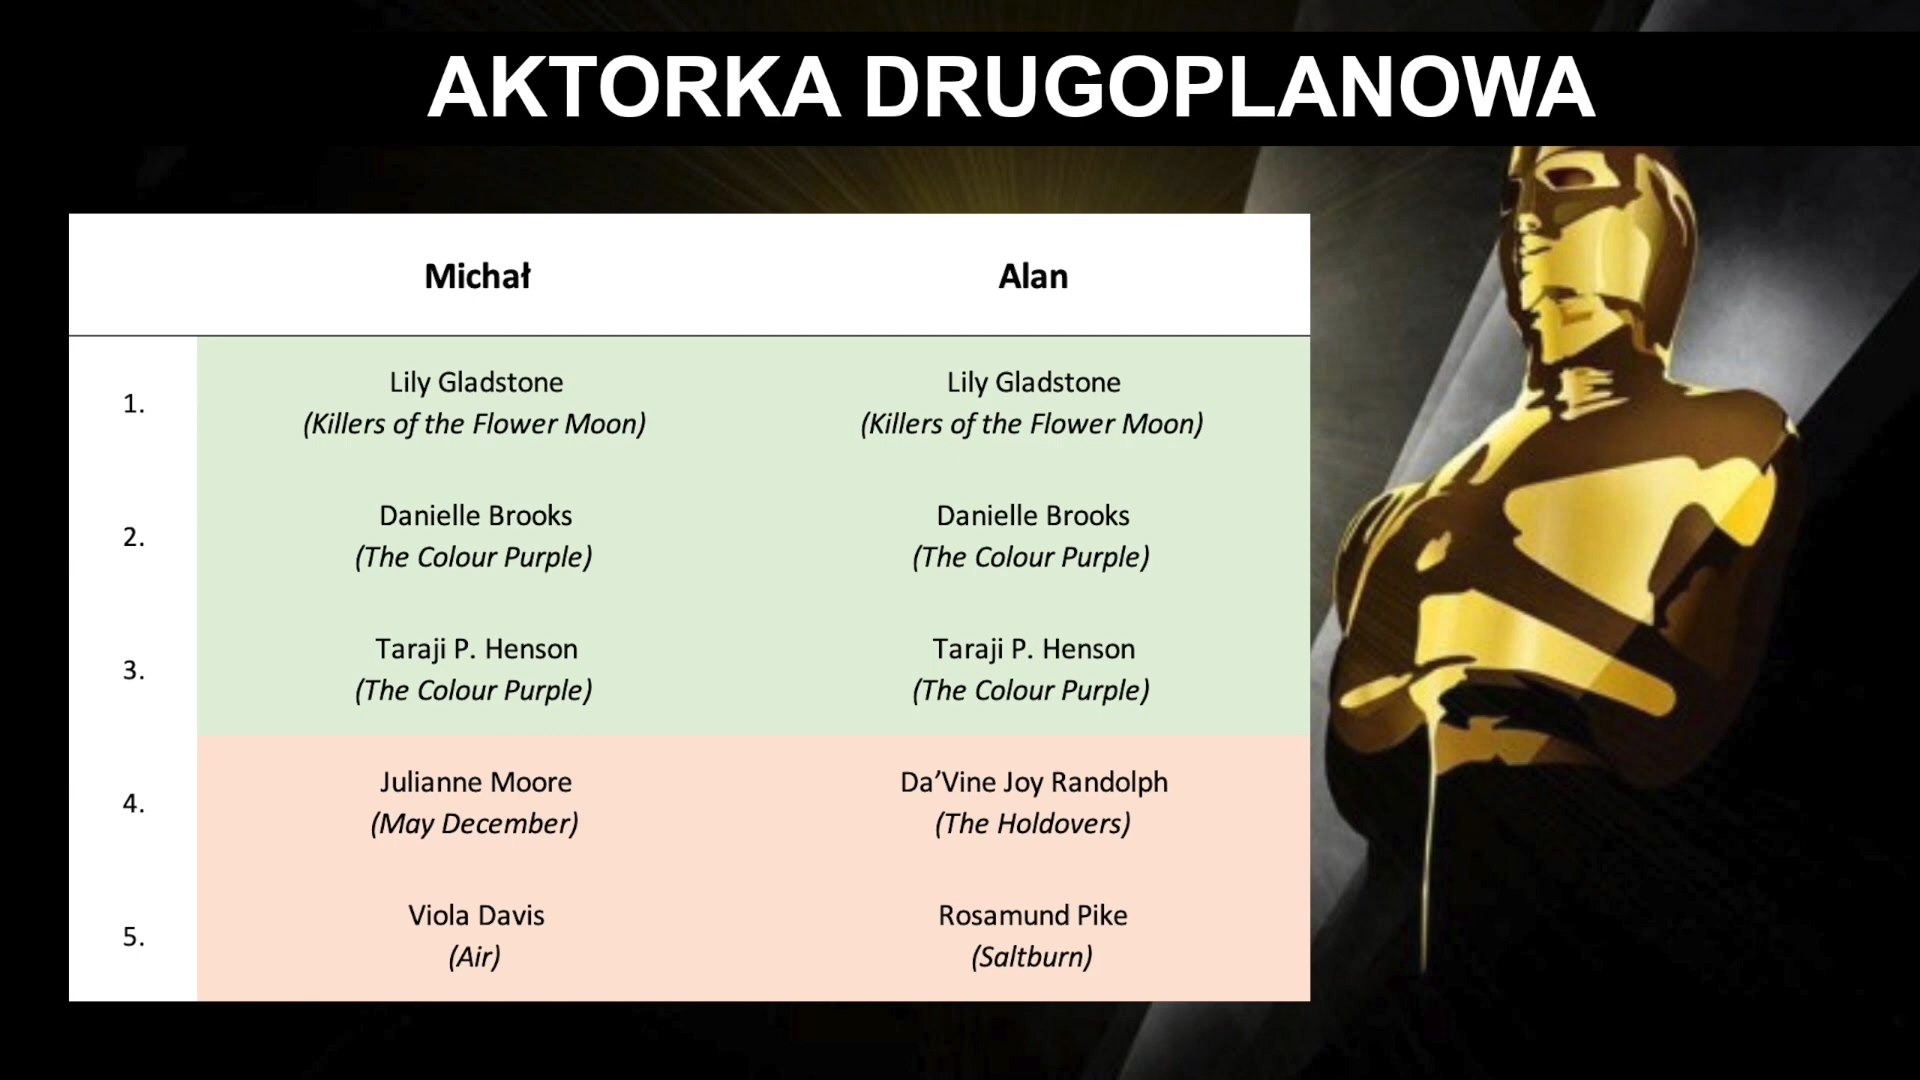 AKTORKA DRUGOPLANOWA
Michał Alan
1. Lily Gladstone Lily Gladstone
(Killers of the Flower Moon) (Killers of the Flower Moon)
2. Danielle Brooks Danielle Brooks
(The Colour Purple) (The Colour Purple)
3. Taraji P. Henson Taraji P. Henson
(The Colour Purple) (The Colour Purple)
4. Julianne Moore Da’Vine Joy Randolph
(May December) (The Holdovers)
5. Viola Davis Rosamund Pike
(Air) (Saltburn)